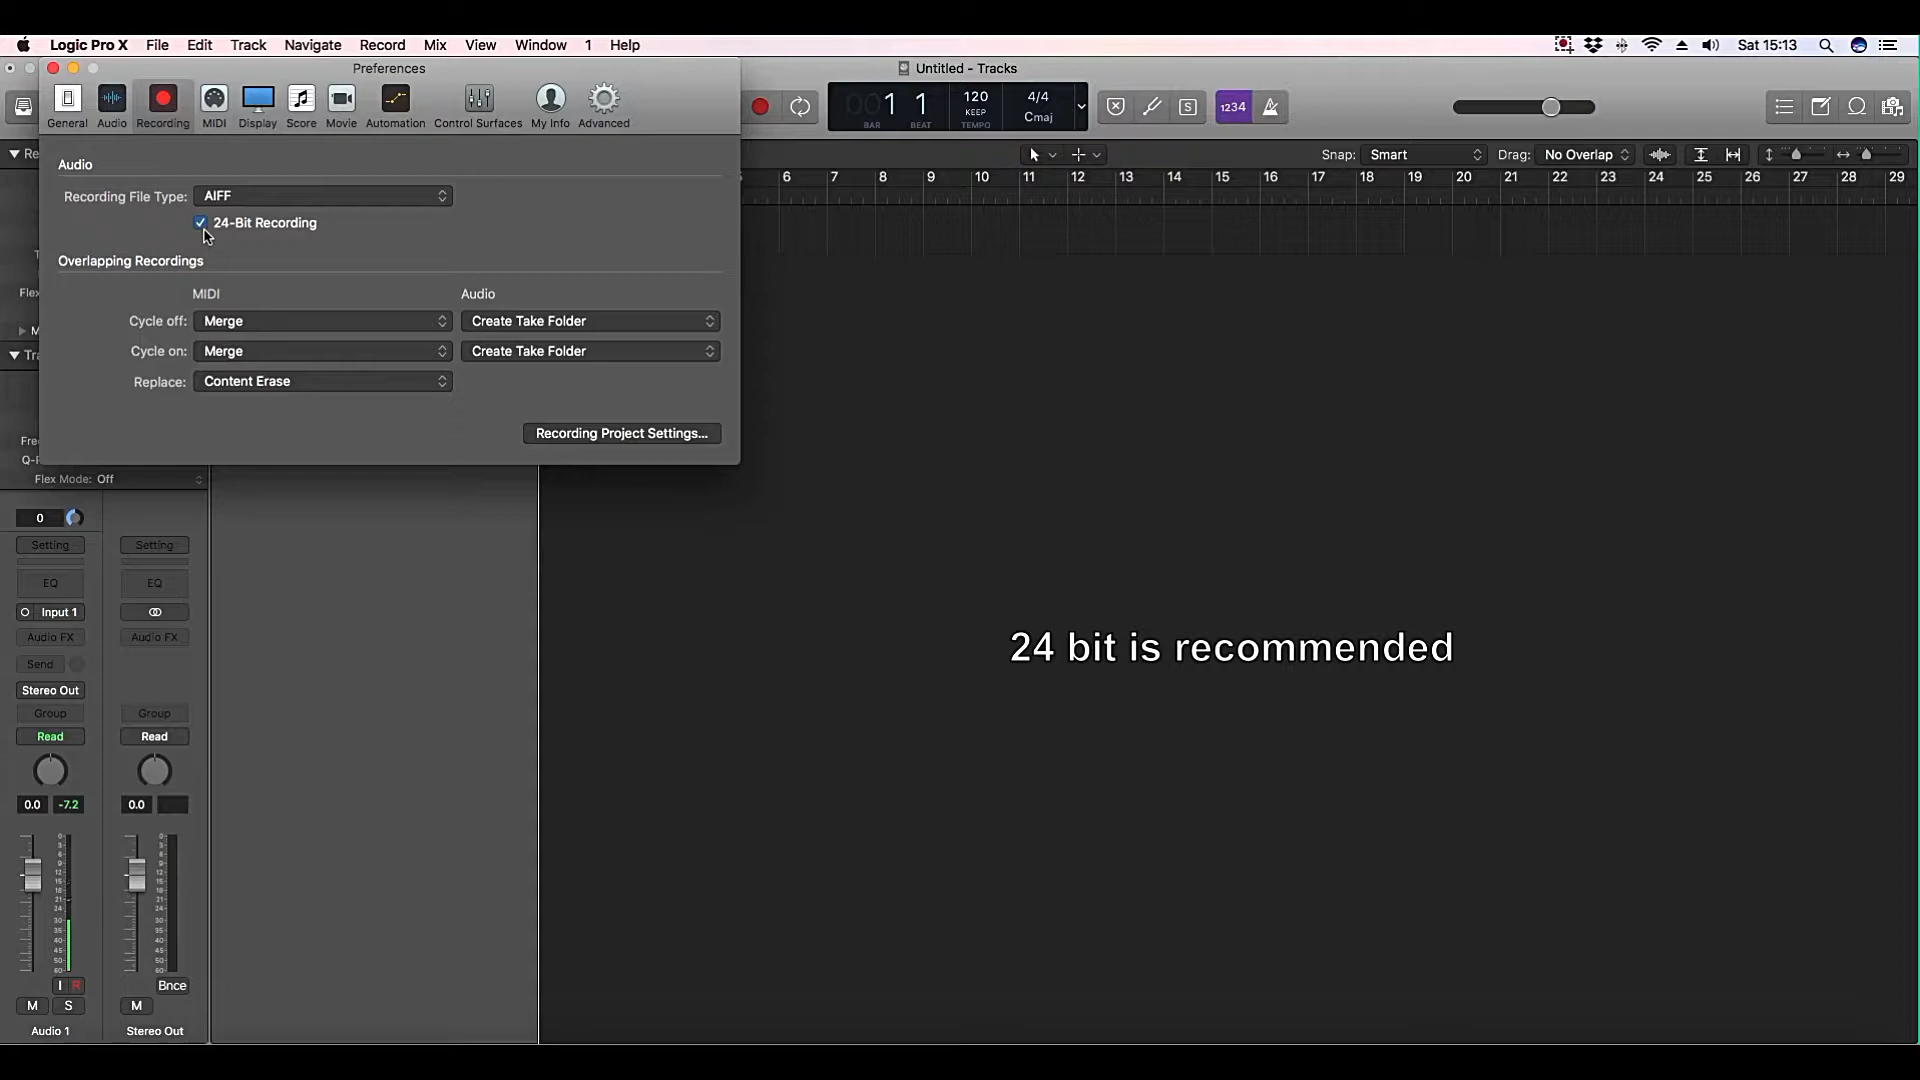 Logic Pro X File Edit Track Navigate Record Mix View Window 1 Help Sat 15:13
Preferences
Untitled - Tracks
General Audio Recording MIDI Display Score Movie Automation Control Surfaces My Info Advanced
1 1 120 4/4
KEEP Cmaj
BAR BEAT TEMPO
S 1234
Re
Snap: Smart Drag: No Overlap
6 7 8 9 10 11 12 13 14 15 16 17 18 19 20 21 22 23 24 25 26 27 28 29
Audio
Recording File Type: AIFF
24-Bit Recording
Overlapping Recordings
MIDI Audio
Cycle off: Merge Create Take Folder
Cycle on: Merge Create Take Folder
Replace: Content Erase
Recording Project Settings...
Flex
M
Tra
Fre
Q-R
Flex Mode: Off
0
Setting Setting
EQ EQ
Input 1
Audio FX Audio FX
Send
Stereo Out
Group Group
Read Read
0.0 -7.2 0.0
I R Bnce
M S M
Audio 1 Stereo Out
24 bit is recommended